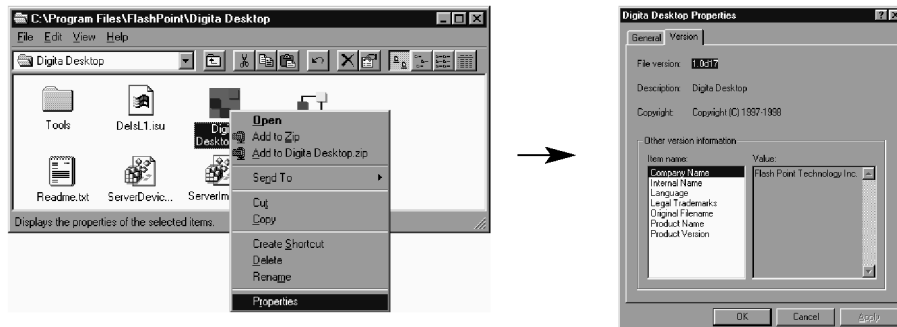 C:\Program Files\FlashPoint\Digita Desktop
File Edit View Help
Digita Desktop
Tools
DeIsL1.isu
Digi
Deskto
Readme.txt
ServerDevic...
ServerIm
Displays the properties of the selected items.
Open
Add to Zip
Add to Digita Desktop.zip
Send To
Cut
Copy
Create Shortcut
Delete
Rename
Properties
Digita Desktop Properties
General Version
File version: 1.0d17
Description: Digita Desktop
Copyright: Copyright (C) 1997-1998
Other version information
Item name: Value:
Company Name
Internal Name
Language
Legal Trademarks
Original Filename
Product Name
Product Version
Flash Point Technology Inc.
OK Cancel Apply